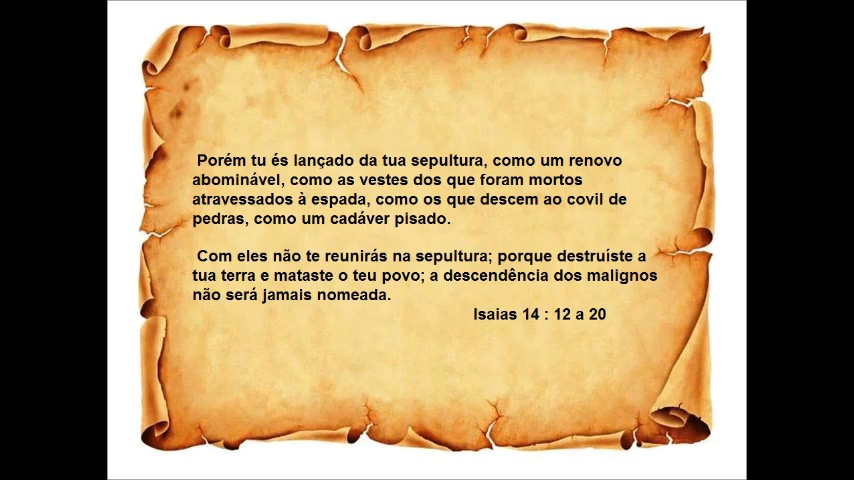 Porém tu és lançado da tua sepultura, como um renovo
abominável, como as vestes dos que foram mortos
atravessados à espada, como os que descem ao covil de
pedras, como um cadáver pisado.
Com eles não te reunirás na sepultura; porque destruíste a
tua terra e mataste o teu povo; a descendência dos malignos
não será jamais nomeada.
Isaias 14 : 12 a 20